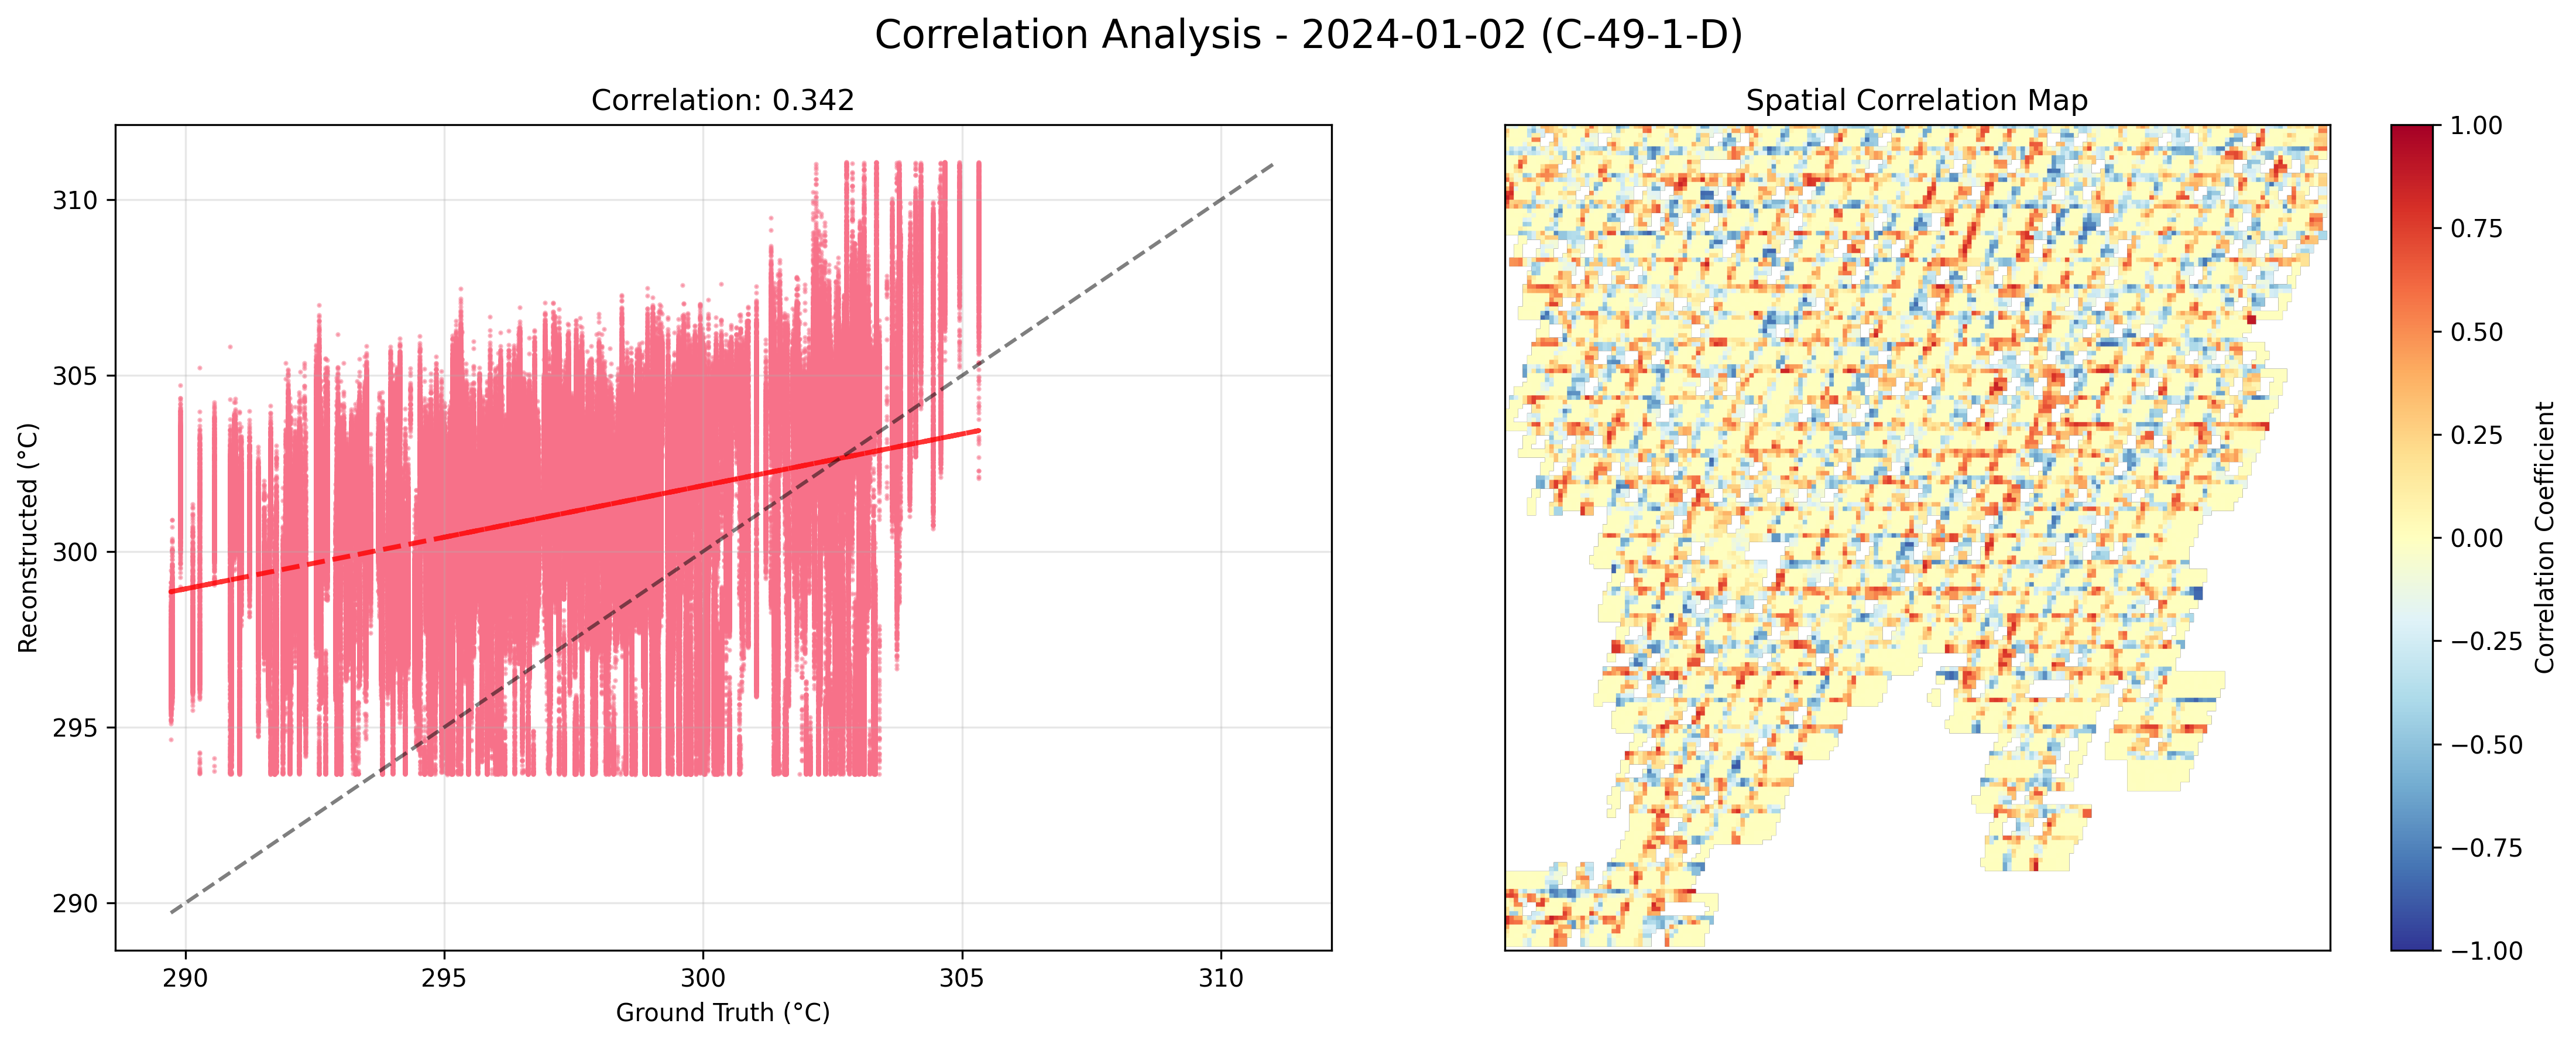 Correlation Analysis - 2024-01-02 (C-49-1-D)
Correlation: 0.342
Reconstructed (°C)
310
305
300
295
290
290 295 300 305 310
Ground Truth (°C)
Spatial Correlation Map
1.00
0.75
0.50
0.25
0.00
−0.25
−0.50
−0.75
−1.00
Correlation Coefficient